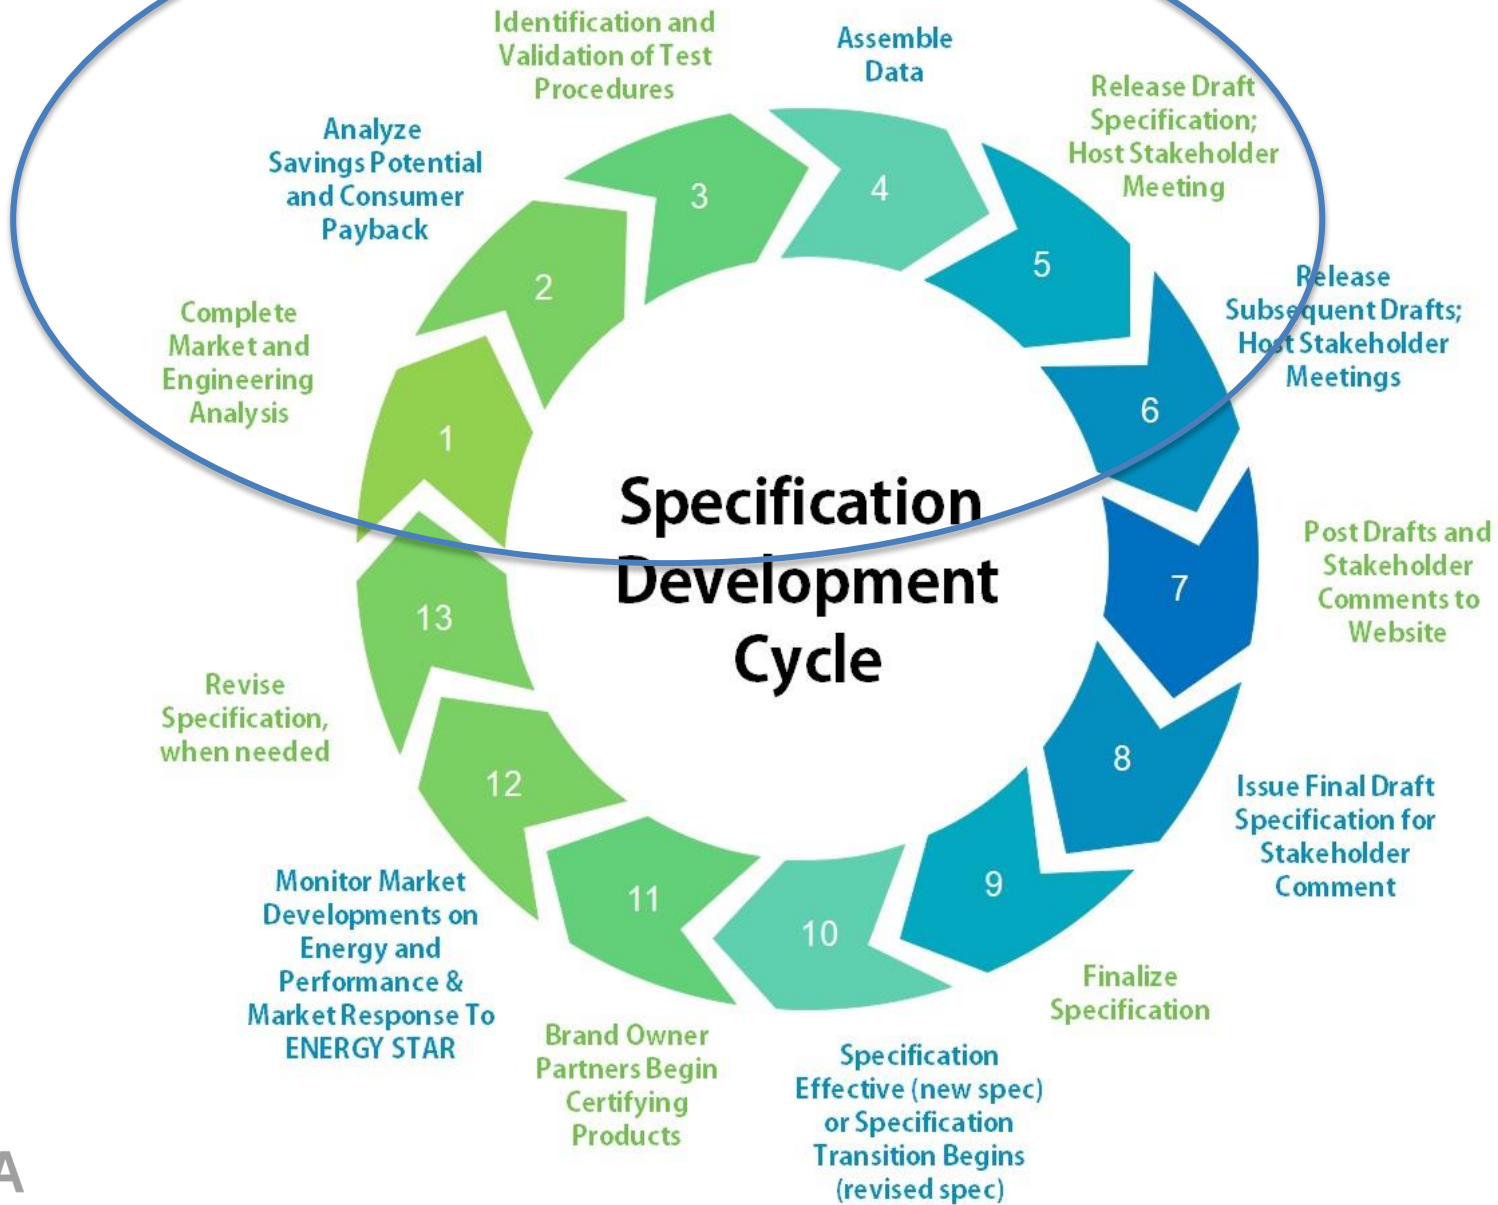 Identification and
Validation of Test
Procedures
Assemble
Data
Release Draft
Specification;
Host Stakeholder
Meeting
Analyze
Savings Potential
and Consumer
Payback
3
4
5
2
Release
Subsequent Drafts;
Host Stakeholder
Meetings
Complete
Market and
Engineering
Analysis
1
6
Specification
Development
Cycle
Post Drafts and
Stakeholder
Comments to
Website
7
13
Revise
Specification,
when needed
12
8
Issue Final Draft
Specification for
Stakeholder
Comment
11
10
9
Monitor Market
Developments on
Energy and
Performance &
Market Response To
ENERGY STAR
Finalize
Specification
Brand Owner
Partners Begin
Certifying
Products
Specification
Effective (new spec)
or Specification
Transition Begins
(revised spec)
A